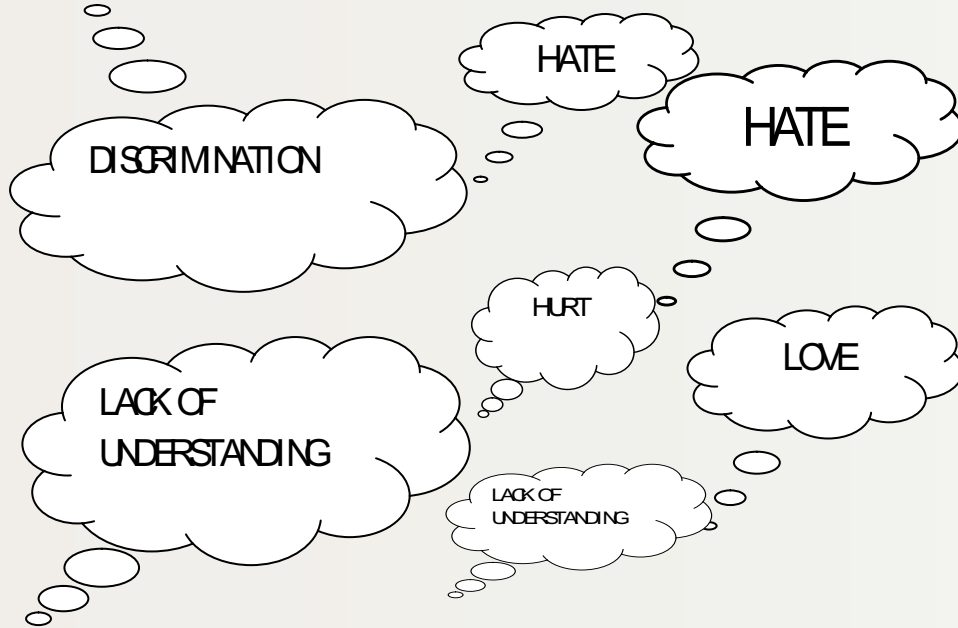 HATE
HATE
DISCRIMINATION
HURT
LOVE
LACK OF
UNDERSTANDING
LACK OF
UNDERSTANDING